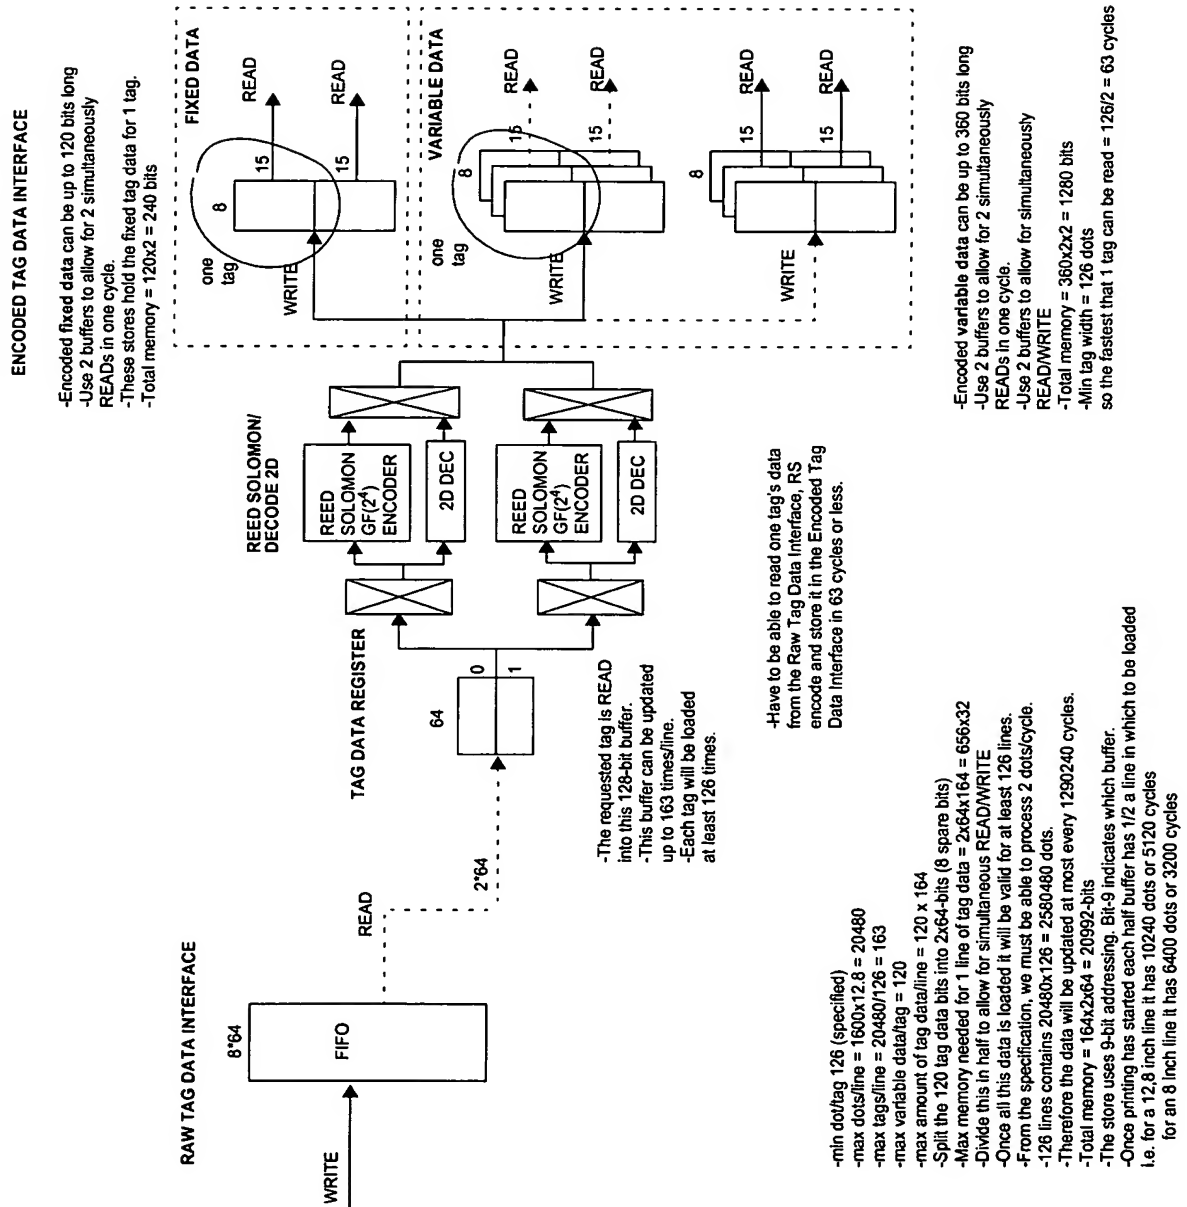 RAW TAG DATA INTERFACE
8*64
FIFO
WRITE
READ
2*64
-min dot/tag 126 (specified)
-max dots/line = 1600x12.8 = 20480
-max tags/line = 20480/126 = 163
-max variable data/tag = 120
-max amount of tag data/line = 120 x 164
-Split the 120 tag data bits into 2x64-bits (8 spare bits)
-Max memory needed for 1 line of tag data = 2x64x164 = 656x32
-Divide this in half to allow for simultaneous READ/WRITE
-Once all this data is loaded it will be valid for at least 126 lines.
-From the specification, we must be able to process 2 dots/cycle.
-126 lines contains 20480x126 = 2580480 dots.
-Therefore the data will be updated at most every 1290240 cycles.
-Total memory = 164x2x64 = 20992-bits
-The store uses 9-bit addressing. Bit-9 indicates which buffer.
-Once printing has started each half buffer has 1/2 a line in which to be loaded
i.e. for a 12.8 inch line it has 10240 dots or 5120 cycles
for an 8 inch line it has 6400 dots or 3200 cycles
TAG DATA REGISTER
64
0
1
-The requested tag is READ
into this 128-bit buffer.
-This buffer can be updated
up to 163 times/line.
-Each tag will be loaded
at least 126 times.
REED SOLOMON/
DECODE 2D
REED
SOLOMON
GF(2⁴)
ENCODER
2D DEC
REED
SOLOMON
GF(2⁴)
ENCODER
2D DEC
-Have to be able to read one tag's data
from the Raw Tag Data Interface, RS
encode and store it in the Encoded Tag
Data Interface in 63 cycles or less.
ENCODED TAG DATA INTERFACE
-Encoded fixed data can be up to 120 bits long
-Use 2 buffers to allow for 2 simultaneously
READs in one cycle.
-These stores hold the fixed tag data for 1 tag.
-Total memory = 120x2 = 240 bits
FIXED DATA
one
tag
8
15
READ
15
READ
WRITE
VARIABLE DATA
one
tag
8
15
READ
15
READ
WRITE
8
15
READ
15
READ
WRITE
-Encoded variable data can be up to 360 bits long
-Use 2 buffers to allow for 2 simultaneously
READs in one cycle.
-Use 2 buffers to allow for simultaneously
READ/WRITE
-Total memory = 360x2x2 = 1280 bits
-Min tag width = 126 dots
so the fastest that 1 tag can be read = 126/2 = 63 cycles